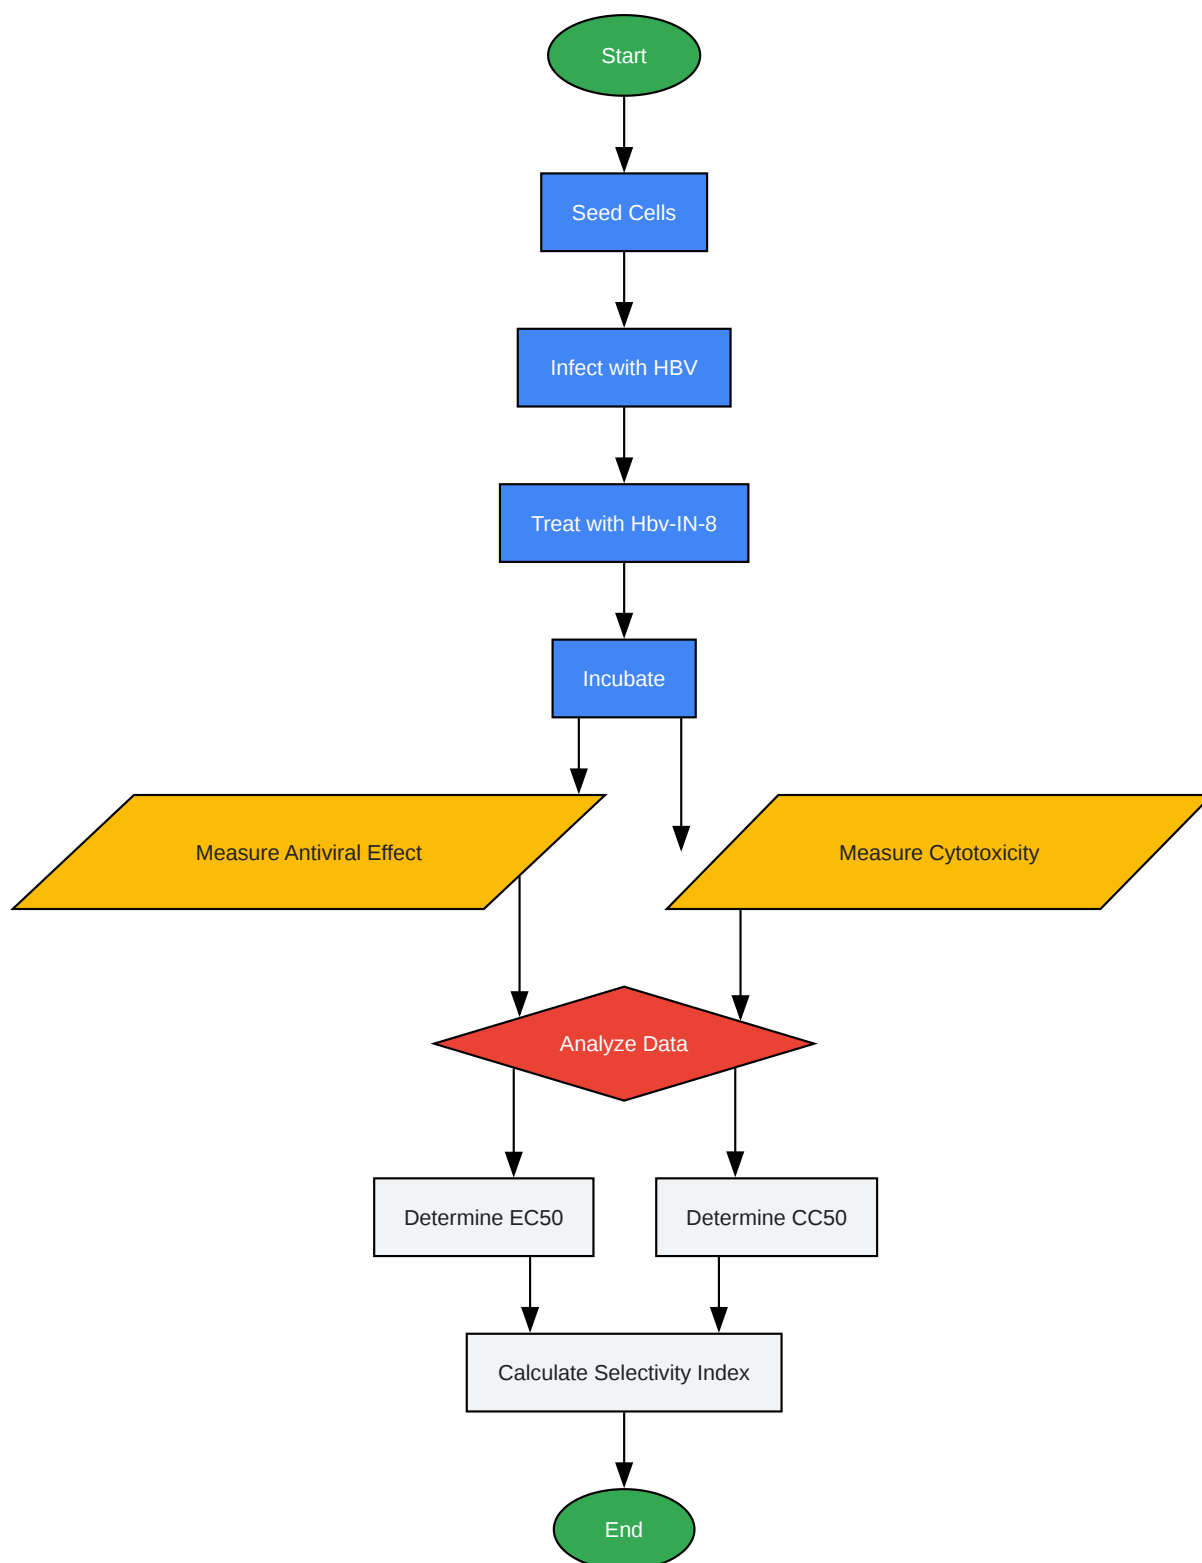 Start
Seed Cells
Infect with HBV
Treat with Hbv-IN-8
Incubate
Measure Antiviral Effect
Measure Cytotoxicity
Analyze Data
Determine EC50
Determine CC50
Calculate Selectivity Index
End